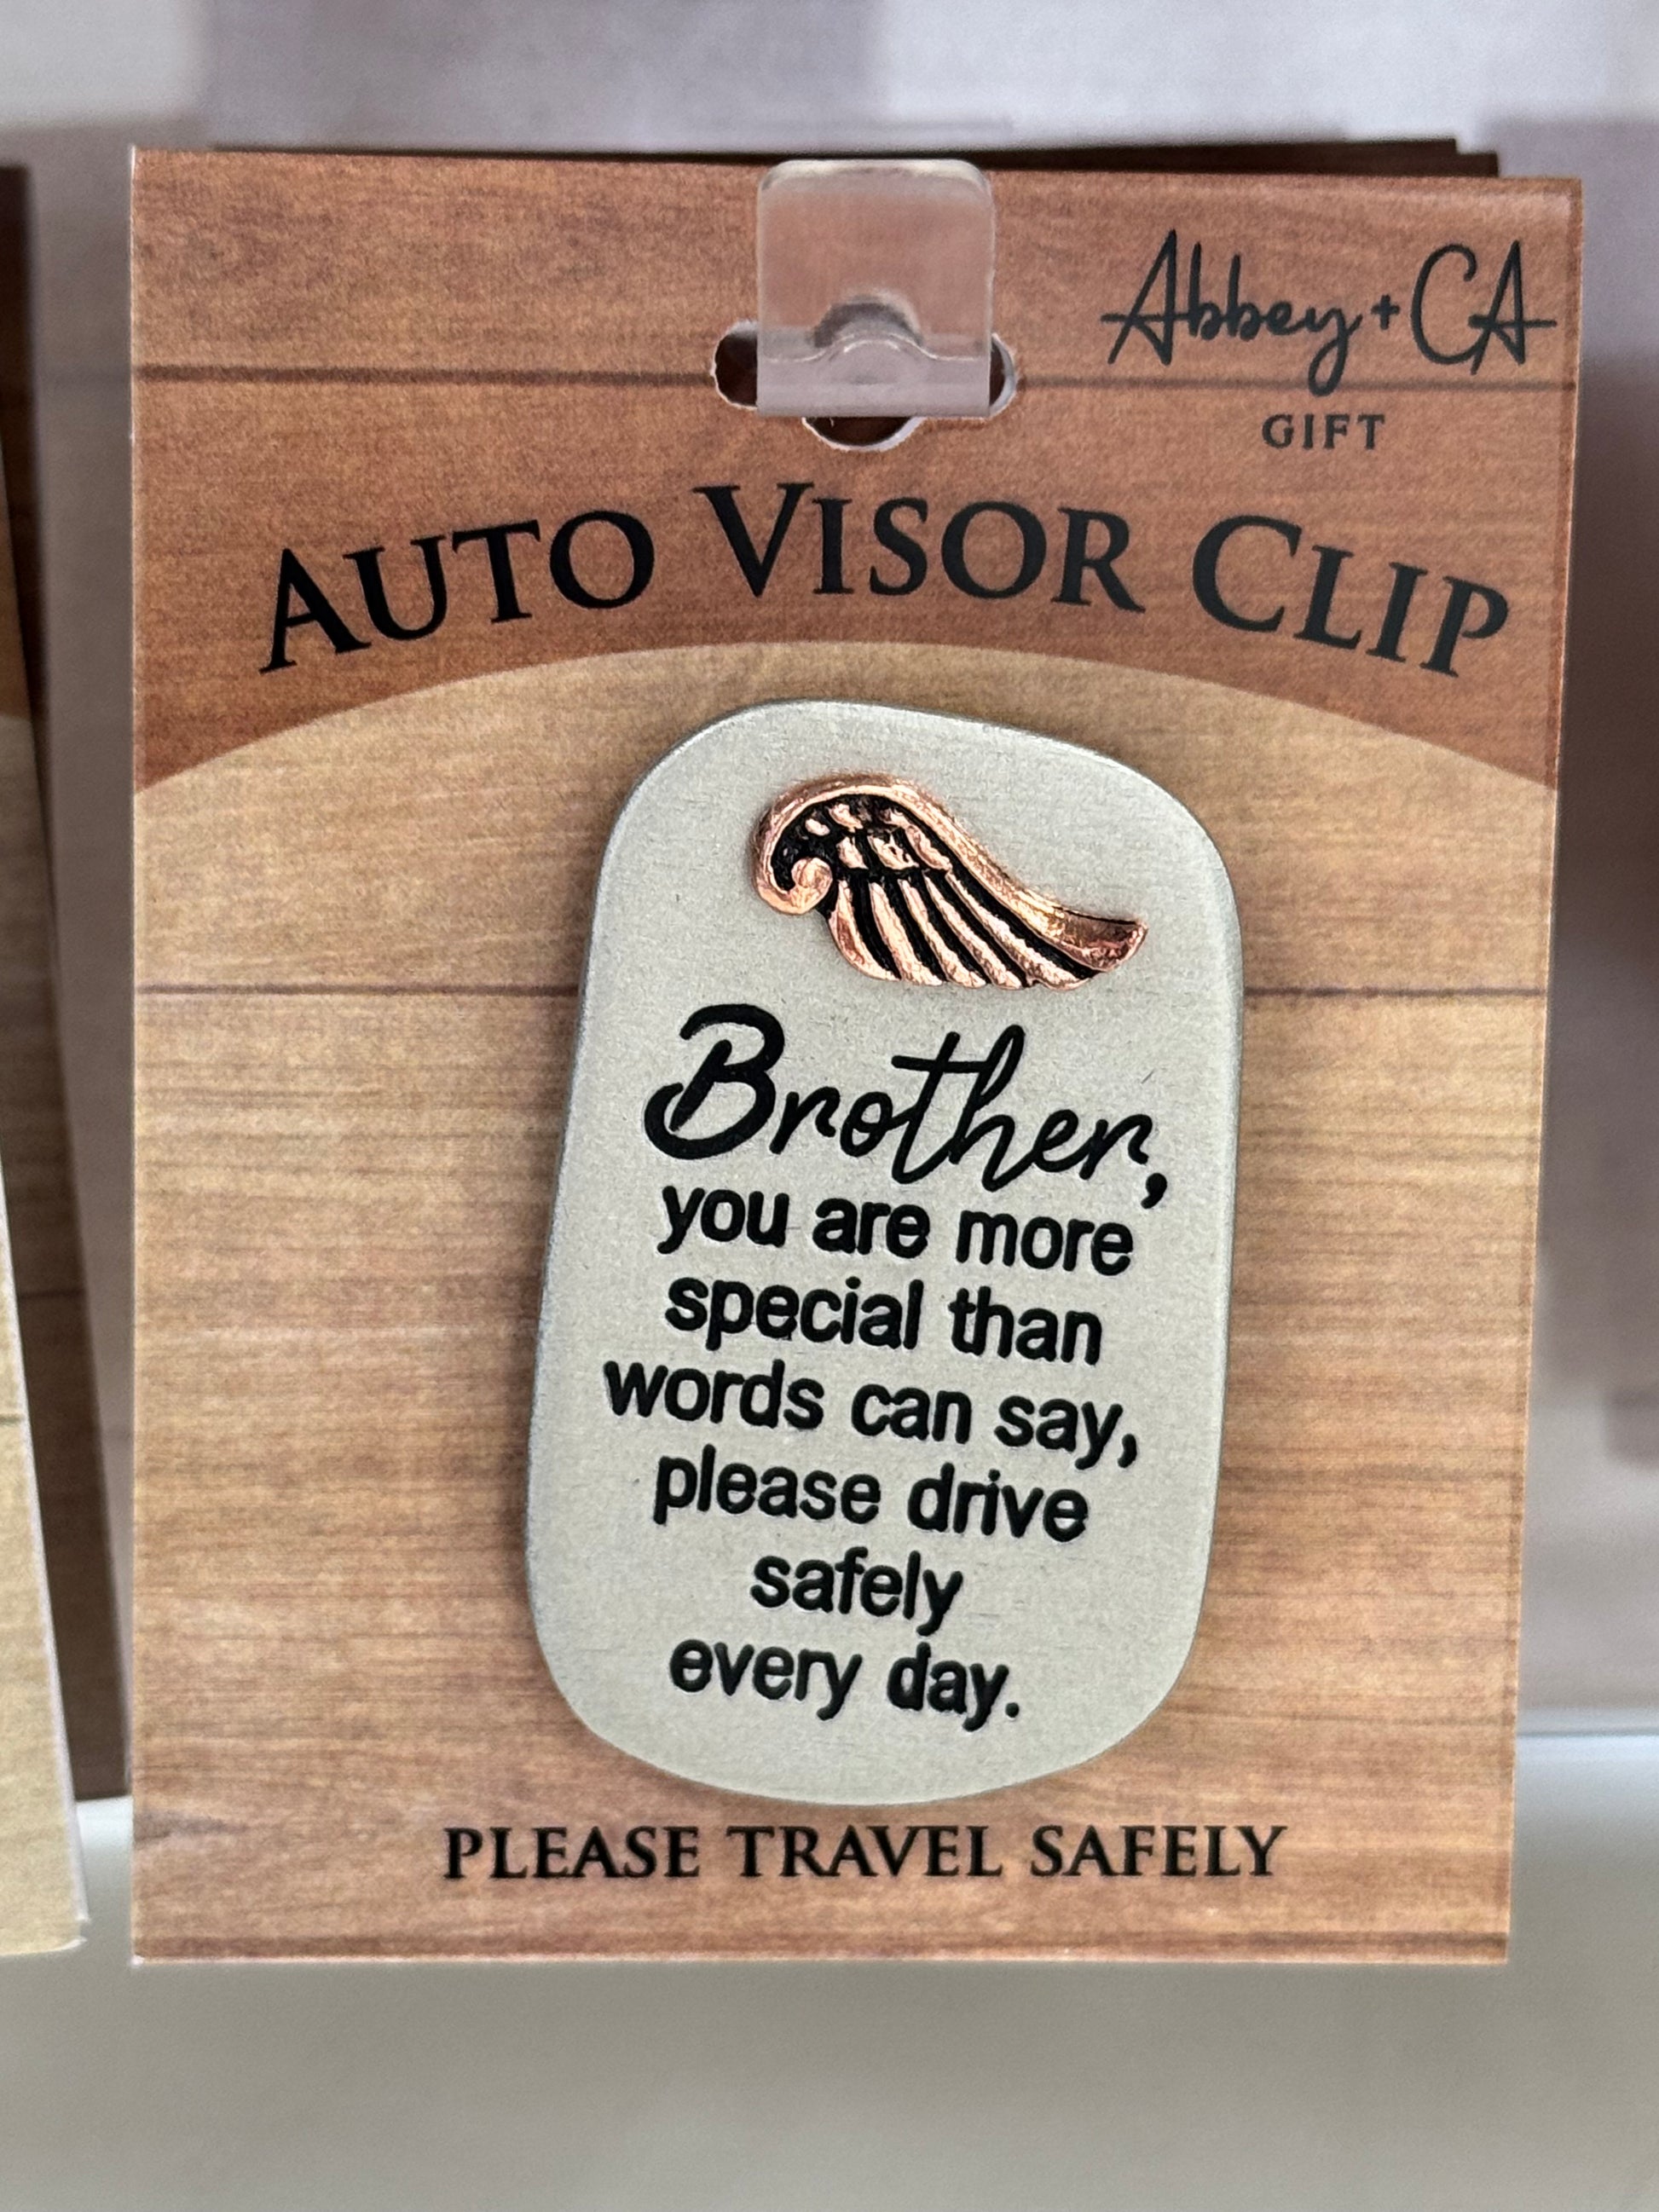 Abbey + CA
GIFT
AUTO VISOR CLIP
Brother,
you are more
special than
words can say,
please drive
safely
every day.
PLEASE TRAVEL SAFELY